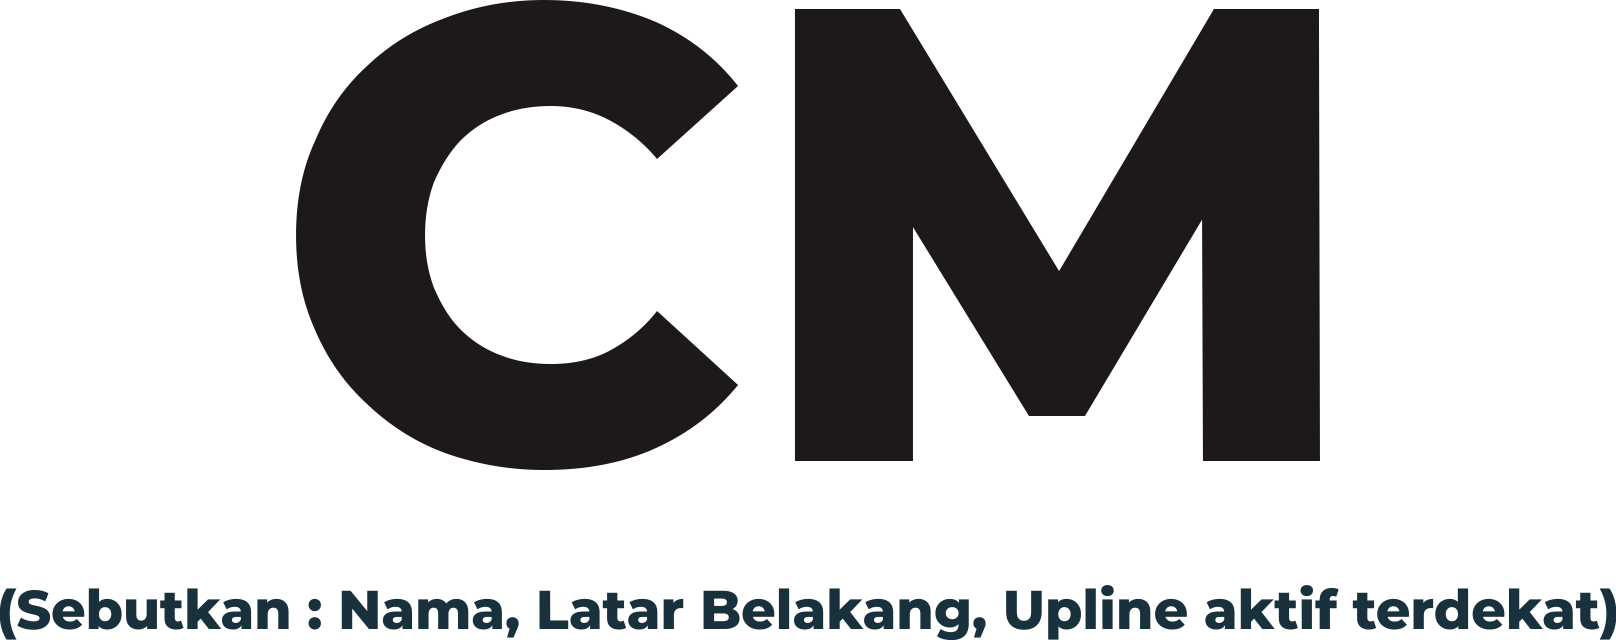 CM
(Sebutkan : Nama, Latar Belakang, Upline aktif terdekat)